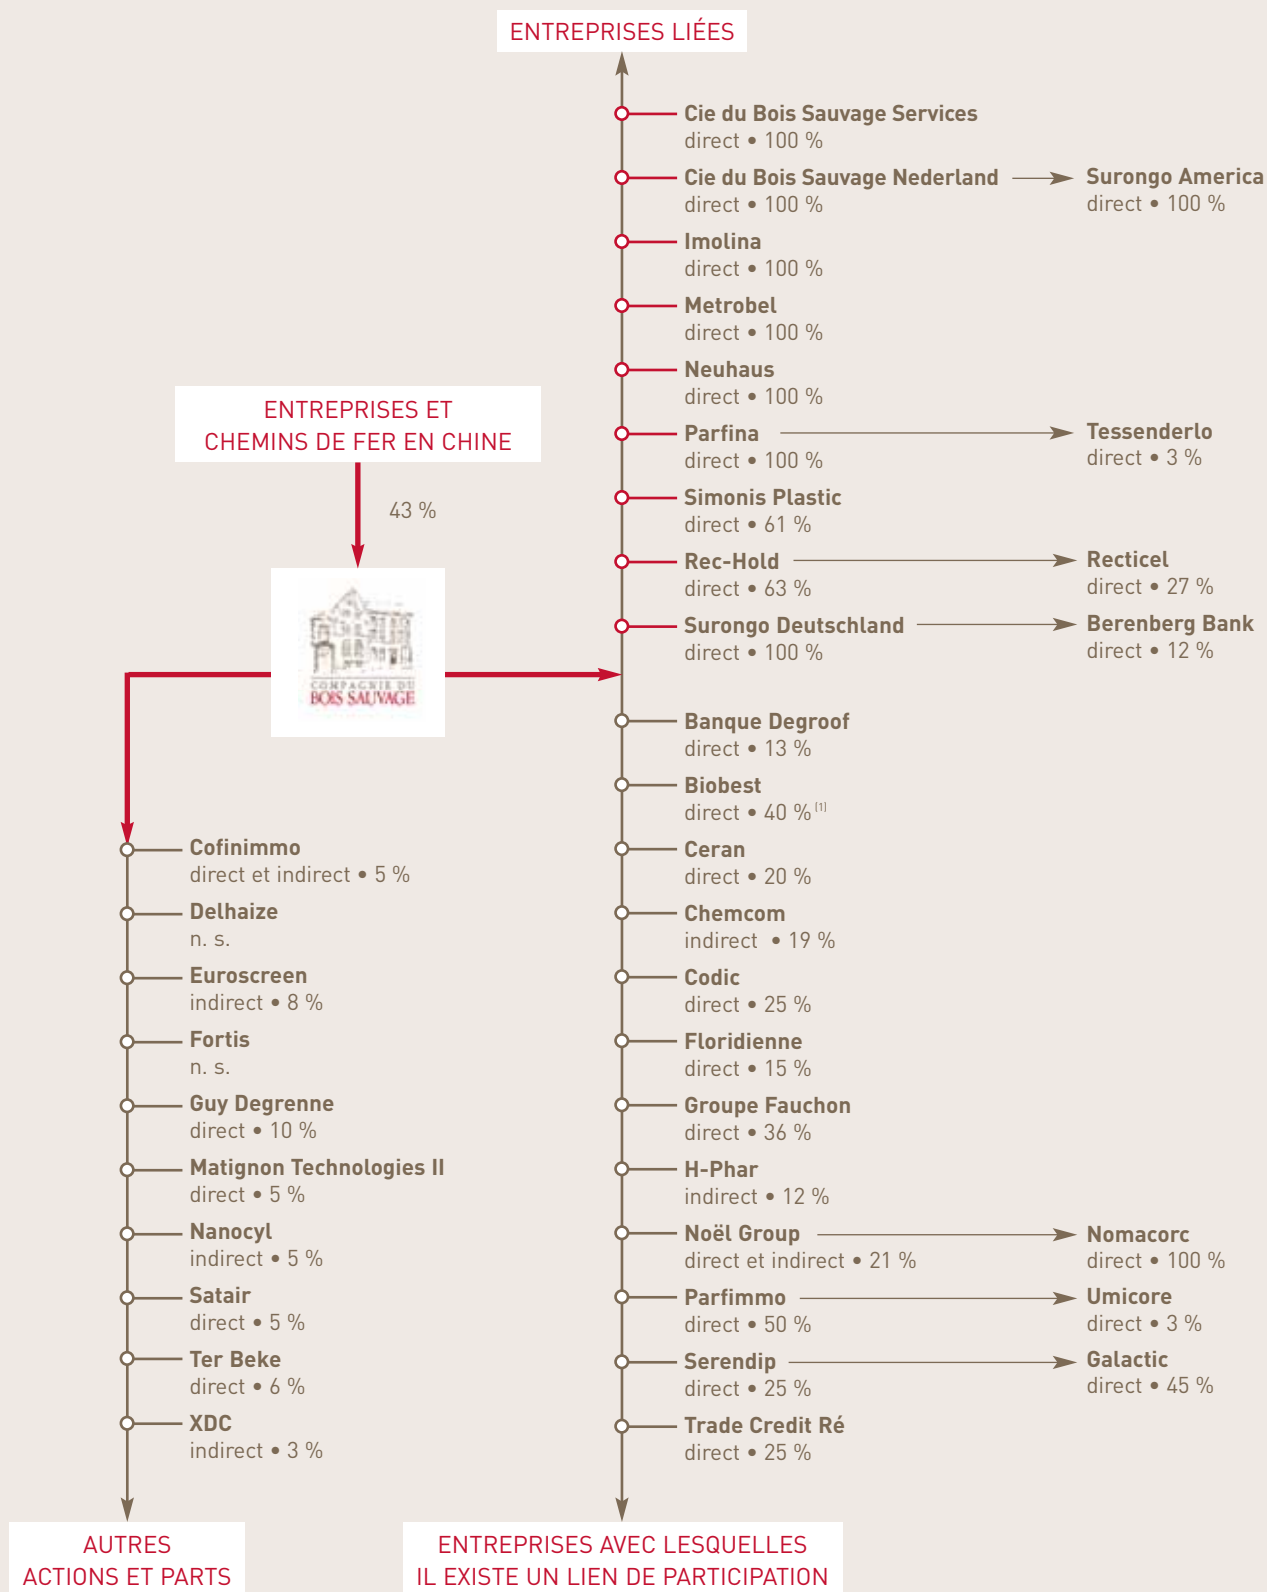 ENTREPRISES LIÉES
Cie du Bois Sauvage Services
direct • 100 %
Cie du Bois Sauvage Nederland
direct • 100 %
Surongo America
direct • 100 %
Imolina
direct • 100 %
Metrobel
direct • 100 %
Neuhaus
direct • 100 %
Parfina
direct • 100 %
Tessenderlo
direct • 3 %
Simonis Plastic
direct • 61 %
Rec-Hold
direct • 63 %
Recticel
direct • 27 %
Surongo Deutschland
direct • 100 %
Berenberg Bank
direct • 12 %
ENTREPRISES ET
CHEMINS DE FER EN CHINE
43 %
COMPAGNIE DU
BOIS SAUVAGE
Banque Degroof
direct • 13 %
Biobest
direct • 40 % (1)
Ceran
direct • 20 %
Chemcom
indirect • 19 %
Codic
direct • 25 %
Floridienne
direct • 15 %
Groupe Fauchon
direct • 36 %
H-Phar
indirect • 12 %
Noël Group
direct et indirect • 21 %
Nomacorc
direct • 100 %
Parfimmo
direct • 50 %
Umicore
direct • 3 %
Serendip
direct • 25 %
Galactic
direct • 45 %
Trade Credit Ré
direct • 25 %
ENTREPRISES AVEC LESQUELLES
IL EXISTE UN LIEN DE PARTICIPATION
Cofinimmo
direct et indirect • 5 %
Delhaize
n. s.
Euroscreen
indirect • 8 %
Fortis
n. s.
Guy Degrenne
direct • 10 %
Matignon Technologies II
direct • 5 %
Nanocyl
indirect • 5 %
Satair
direct • 5 %
Ter Beke
direct • 6 %
XDC
indirect • 3 %
AUTRES
ACTIONS ET PARTS